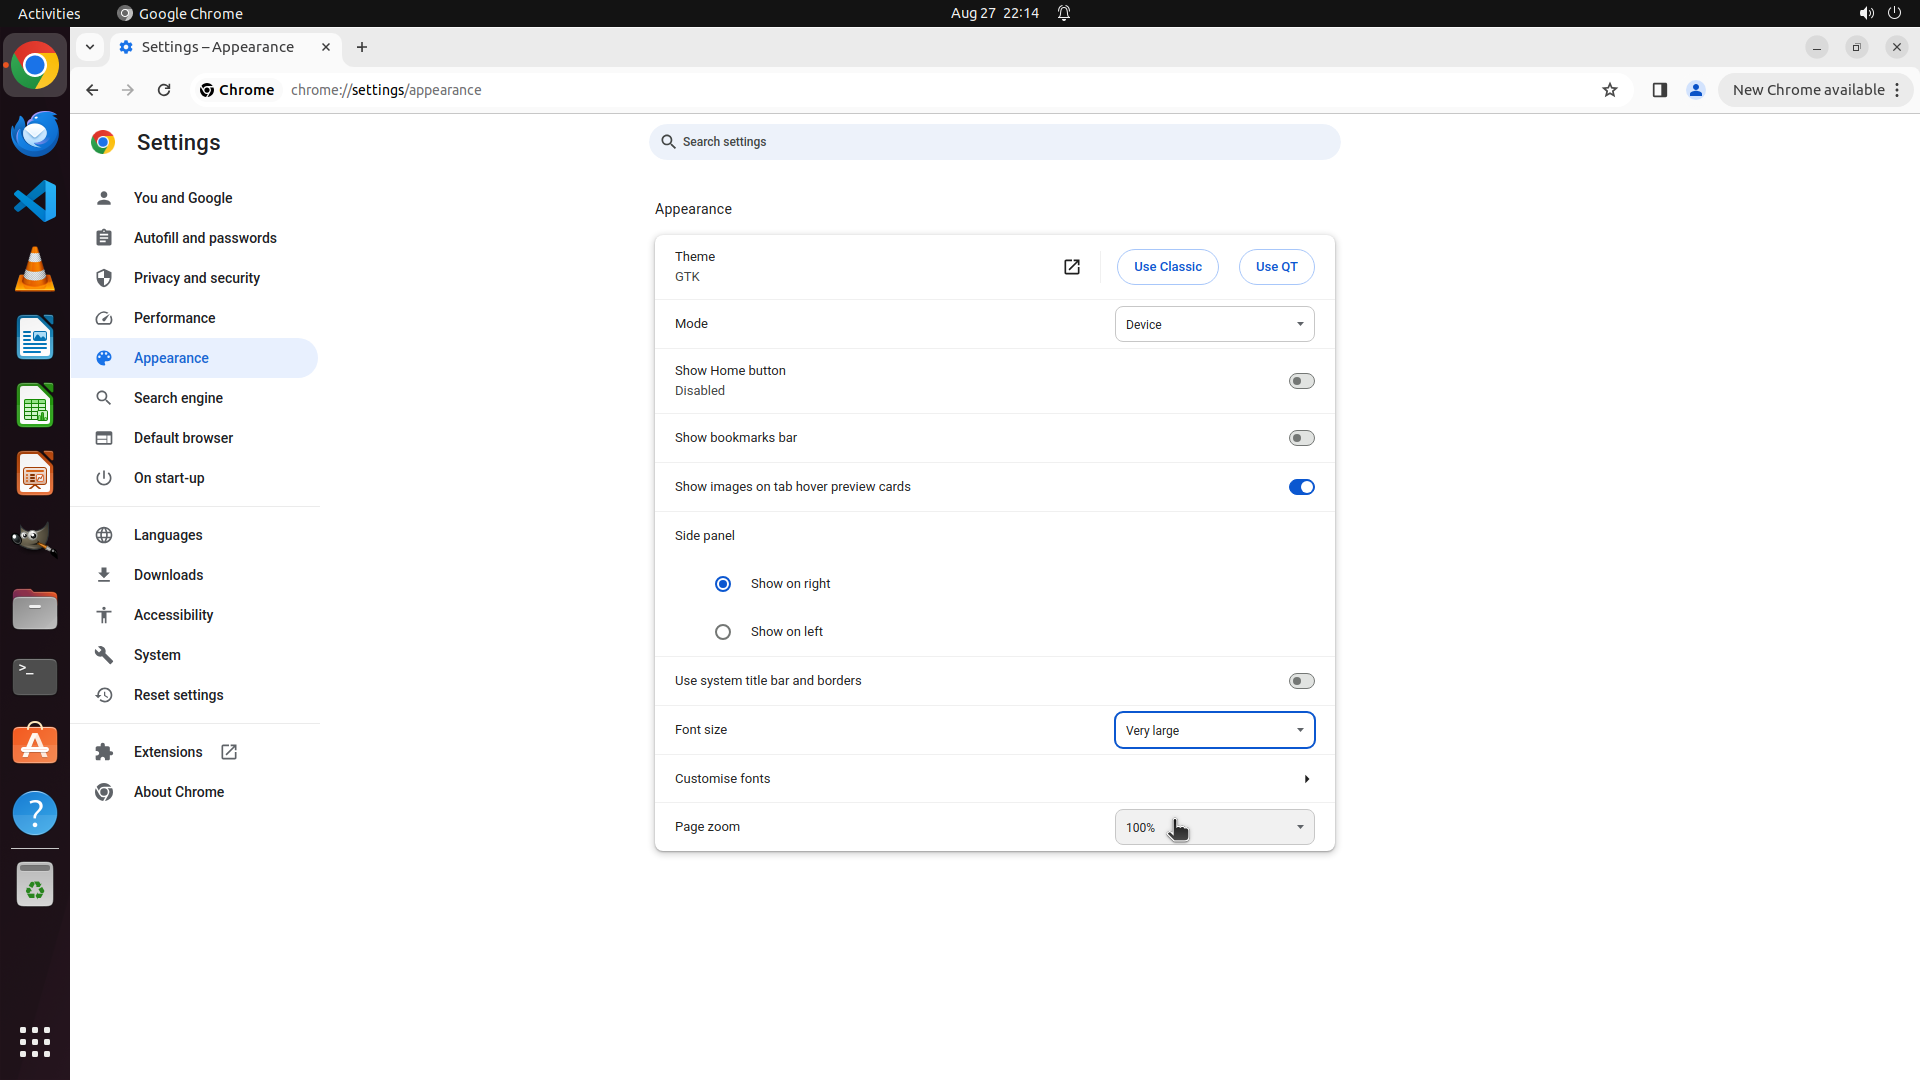 Activities
Google Chrome
Aug 27 22:14
Settings – Appearance
Chrome
chrome://settings/appearance
New Chrome available
Settings
Search settings
You and Google
Autofill and passwords
Privacy and security
Performance
Appearance
Search engine
Default browser
On start-up
Languages
Downloads
Accessibility
System
Reset settings
Extensions
About Chrome
Appearance
Theme
GTK
Use Classic
Use QT
Mode
Device
Show Home button
Disabled
Show bookmarks bar
Show images on tab hover preview cards
Side panel
Show on right
Show on left
Use system title bar and borders
Font size
Very large
Customise fonts
Page zoom
100%